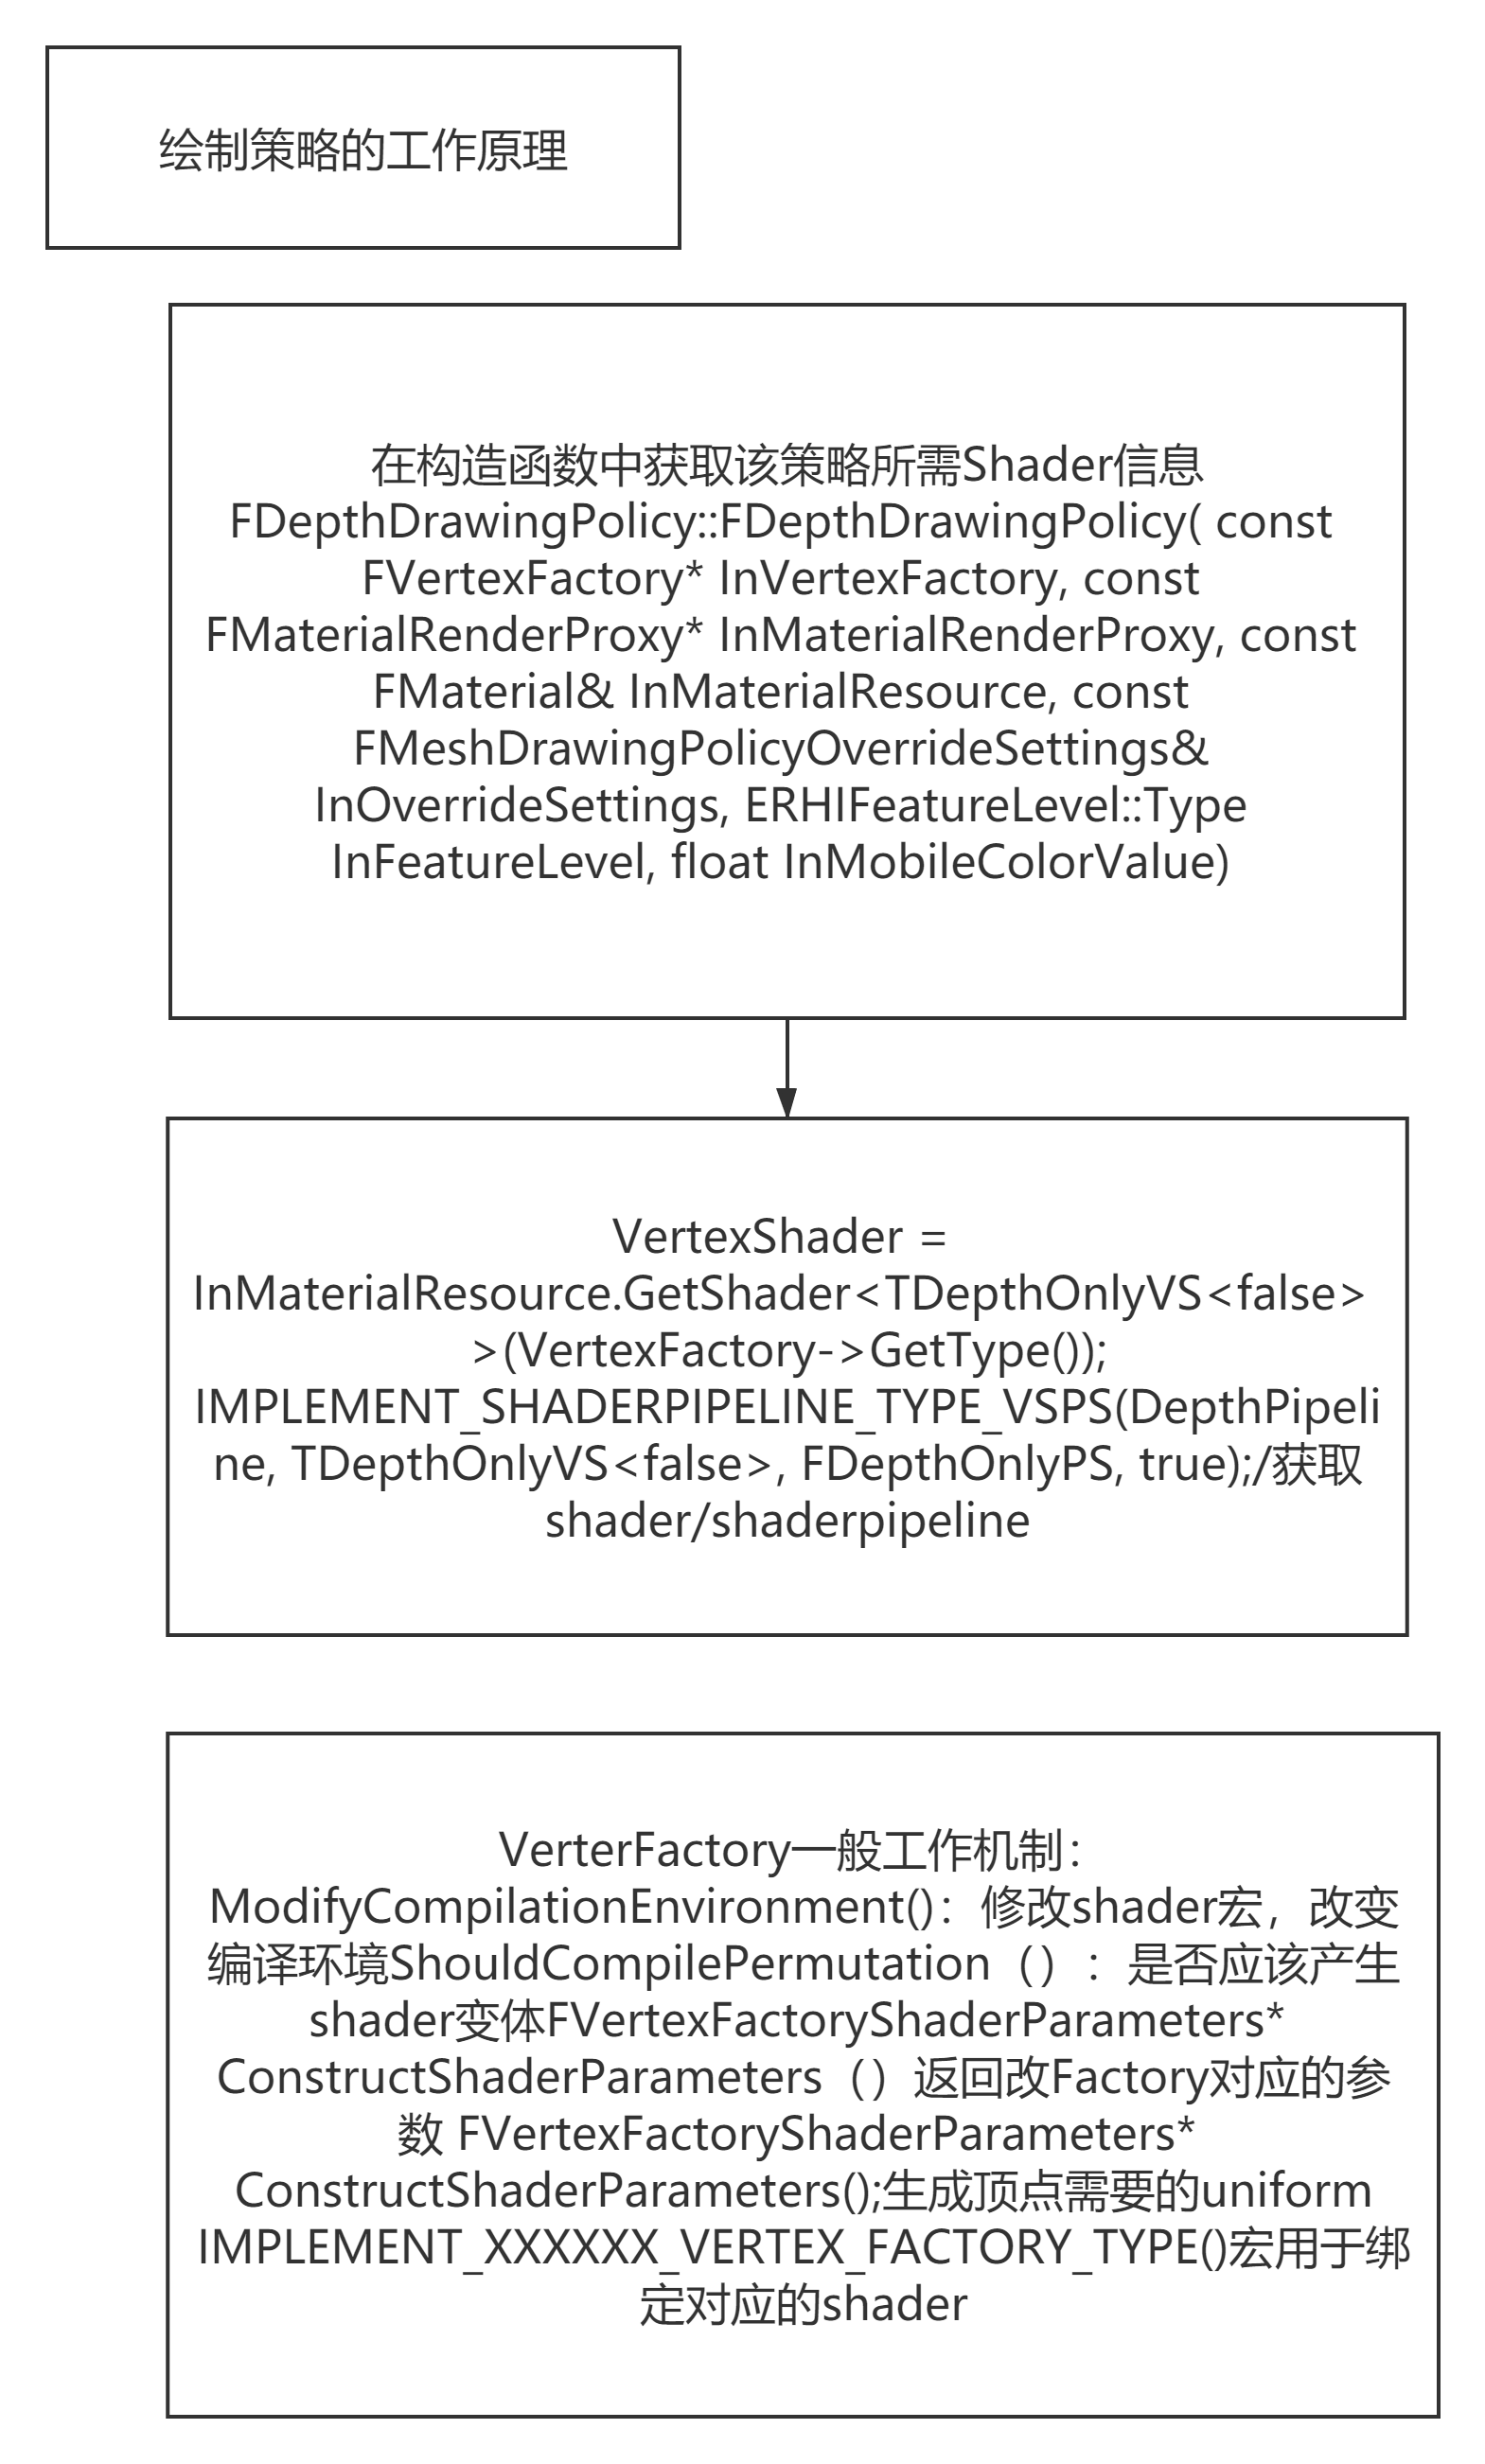 绘制策略的工作原理
在构造函数中获取该策略所需Shader信息
FDepthDrawingPolicy::FDepthDrawingPolicy( const
FVertexFactory* InVertexFactory, const
FMaterialRenderProxy* InMaterialRenderProxy, const
FMaterial& InMaterialResource, const
FMeshDrawingPolicyOverrideSettings&
InOverrideSettings, ERHIFeatureLevel::Type
InFeatureLevel, float InMobileColorValue)
VertexShader =
InMaterialResource.GetShader<TDepthOnlyVS<false>
>(VertexFactory->GetType());
IMPLEMENT_SHADERPIPELINE_TYPE_VSPS(DepthPipeli
ne, TDepthOnlyVS<false>, FDepthOnlyPS, true);/获取
shader/shaderpipeline
VerterFactory一般工作机制：
ModifyCompilationEnvironment()：修改shader宏，改变
编译环境ShouldCompilePermutation（）：是否应该产生
shader变体FVertexFactoryShaderParameters*
ConstructShaderParameters（）返回改Factory对应的参
数 FVertexFactoryShaderParameters*
ConstructShaderParameters();生成顶点需要的uniform
IMPLEMENT_XXXXXX_VERTEX_FACTORY_TYPE()宏用于绑
定对应的shader